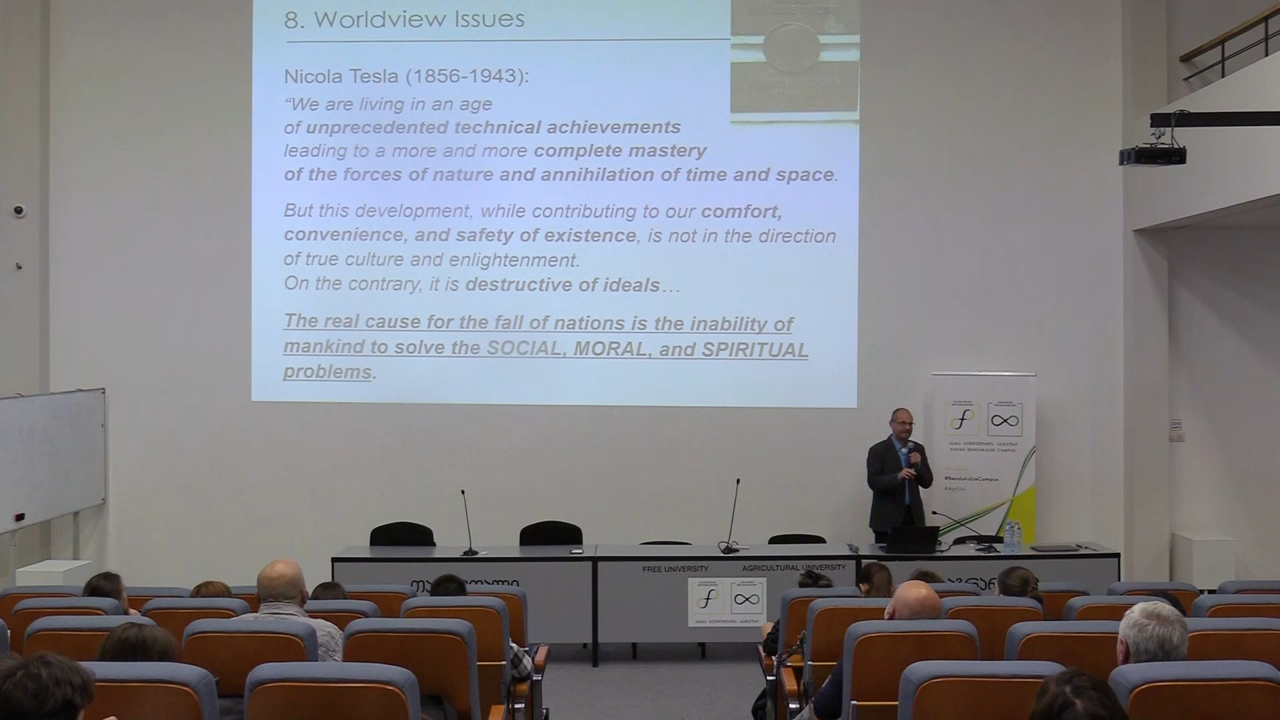 8. Worldview Issues
Nicola Tesla (1856-1943):
“We are living in an age
of unprecedented technical achievements
leading to a more and more complete mastery
of the forces of nature and annihilation of time and space.
But this development, while contributing to our comfort,
convenience, and safety of existence, is not in the direction
of true culture and enlightenment.
On the contrary, it is destructive of ideals…
The real cause for the fall of nations is the inability of
mankind to solve the SOCIAL, MORAL, and SPIRITUAL
problems.
KAKHA BENDUKIDZE CAMPUS
#BendukidzeCampus
FREE UNIVERSITY
AGRICULTURAL UNIVERSITY